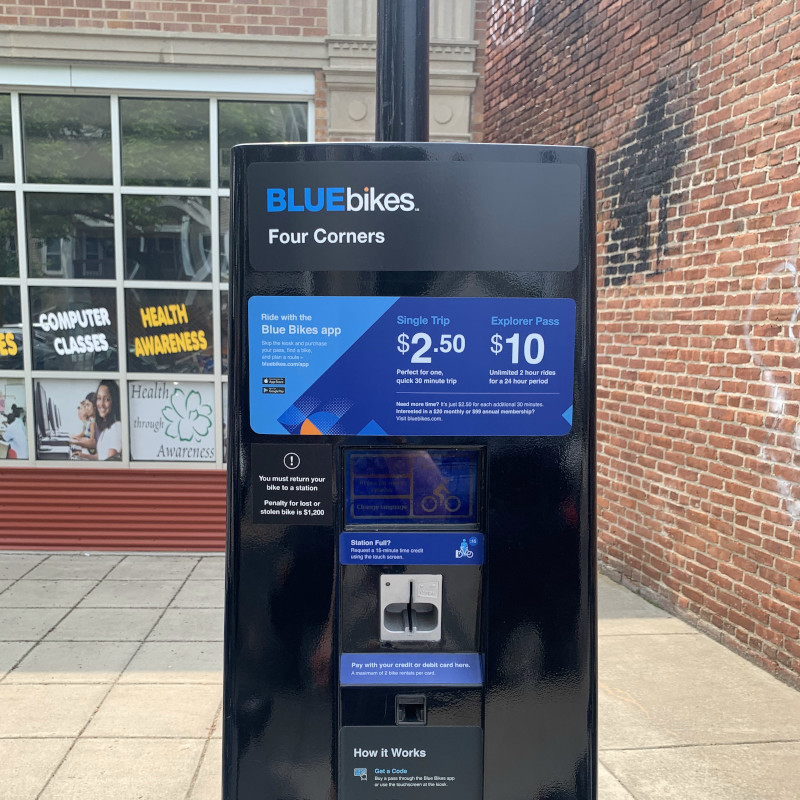 BLUEbikes
Four Corners
Ride with the
Blue Bikes app
Skip the kiosk and purchase
your pass, find a bike,
and plan a route •
bluebikes.com/app
App Store
Google Play
Single Trip
$2.50
Perfect for one,
quick 30 minute trip
Explorer Pass
$10
Unlimited 2 hour rides
for a 24 hour period
Need more time? It's just $2.50 for each additional 30 minutes.
Interested in a $20 monthly or $99 annual membership?
Visit bluebikes.com.
!
You must return your
bike to a station
Penalty for lost or
stolen bike is $1,200
Change language
Station Full?
Request a 15-minute time credit
using the touch screen.
Pay with your credit or debit card here.
A maximum of 2 bike rentals per card.
How it Works
Get a Code
Buy a pass through the Blue Bikes app
or use the touchscreen at the kiosk.
ES
COMPUTER
CLASSES
HEALTH
AWARENESS
Health
through
Awareness